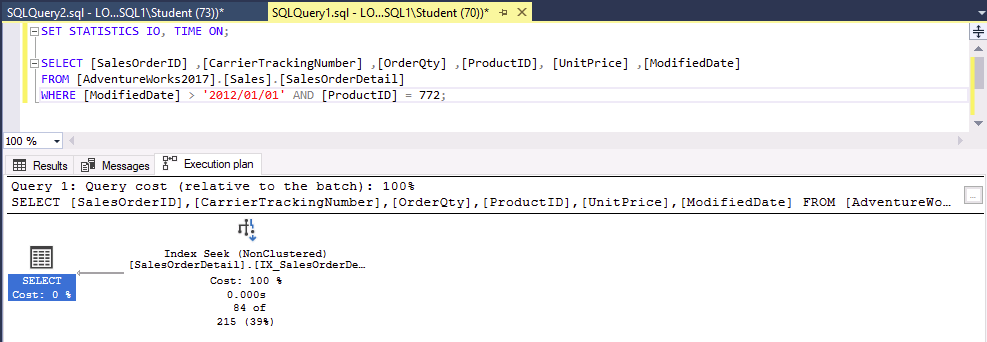 SQLQuery2.sql - LO...SQL1\Student (73))*
SQLQuery1.sql - LO...SQL1\Student (70))*
SET STATISTICS IO, TIME ON;
SELECT [SalesOrderID] ,[CarrierTrackingNumber] ,[OrderQty] ,[ProductID], [UnitPrice] ,[ModifiedDate]
FROM [AdventureWorks2017].[Sales].[SalesOrderDetail]
WHERE [ModifiedDate] > '2012/01/01' AND [ProductID] = 772;
100 %
Results Messages Execution plan
Query 1: Query cost (relative to the batch): 100%
SELECT [SalesOrderID],[CarrierTrackingNumber],[OrderQty],[ProductID],[UnitPrice],[ModifiedDate] FROM [AdventureWo...
...
SELECT
Cost: 0 %
Index Seek (NonClustered)
[SalesOrderDetail].[IX_SalesOrderDe...
Cost: 100 %
0.000s
84 of
215 (39%)